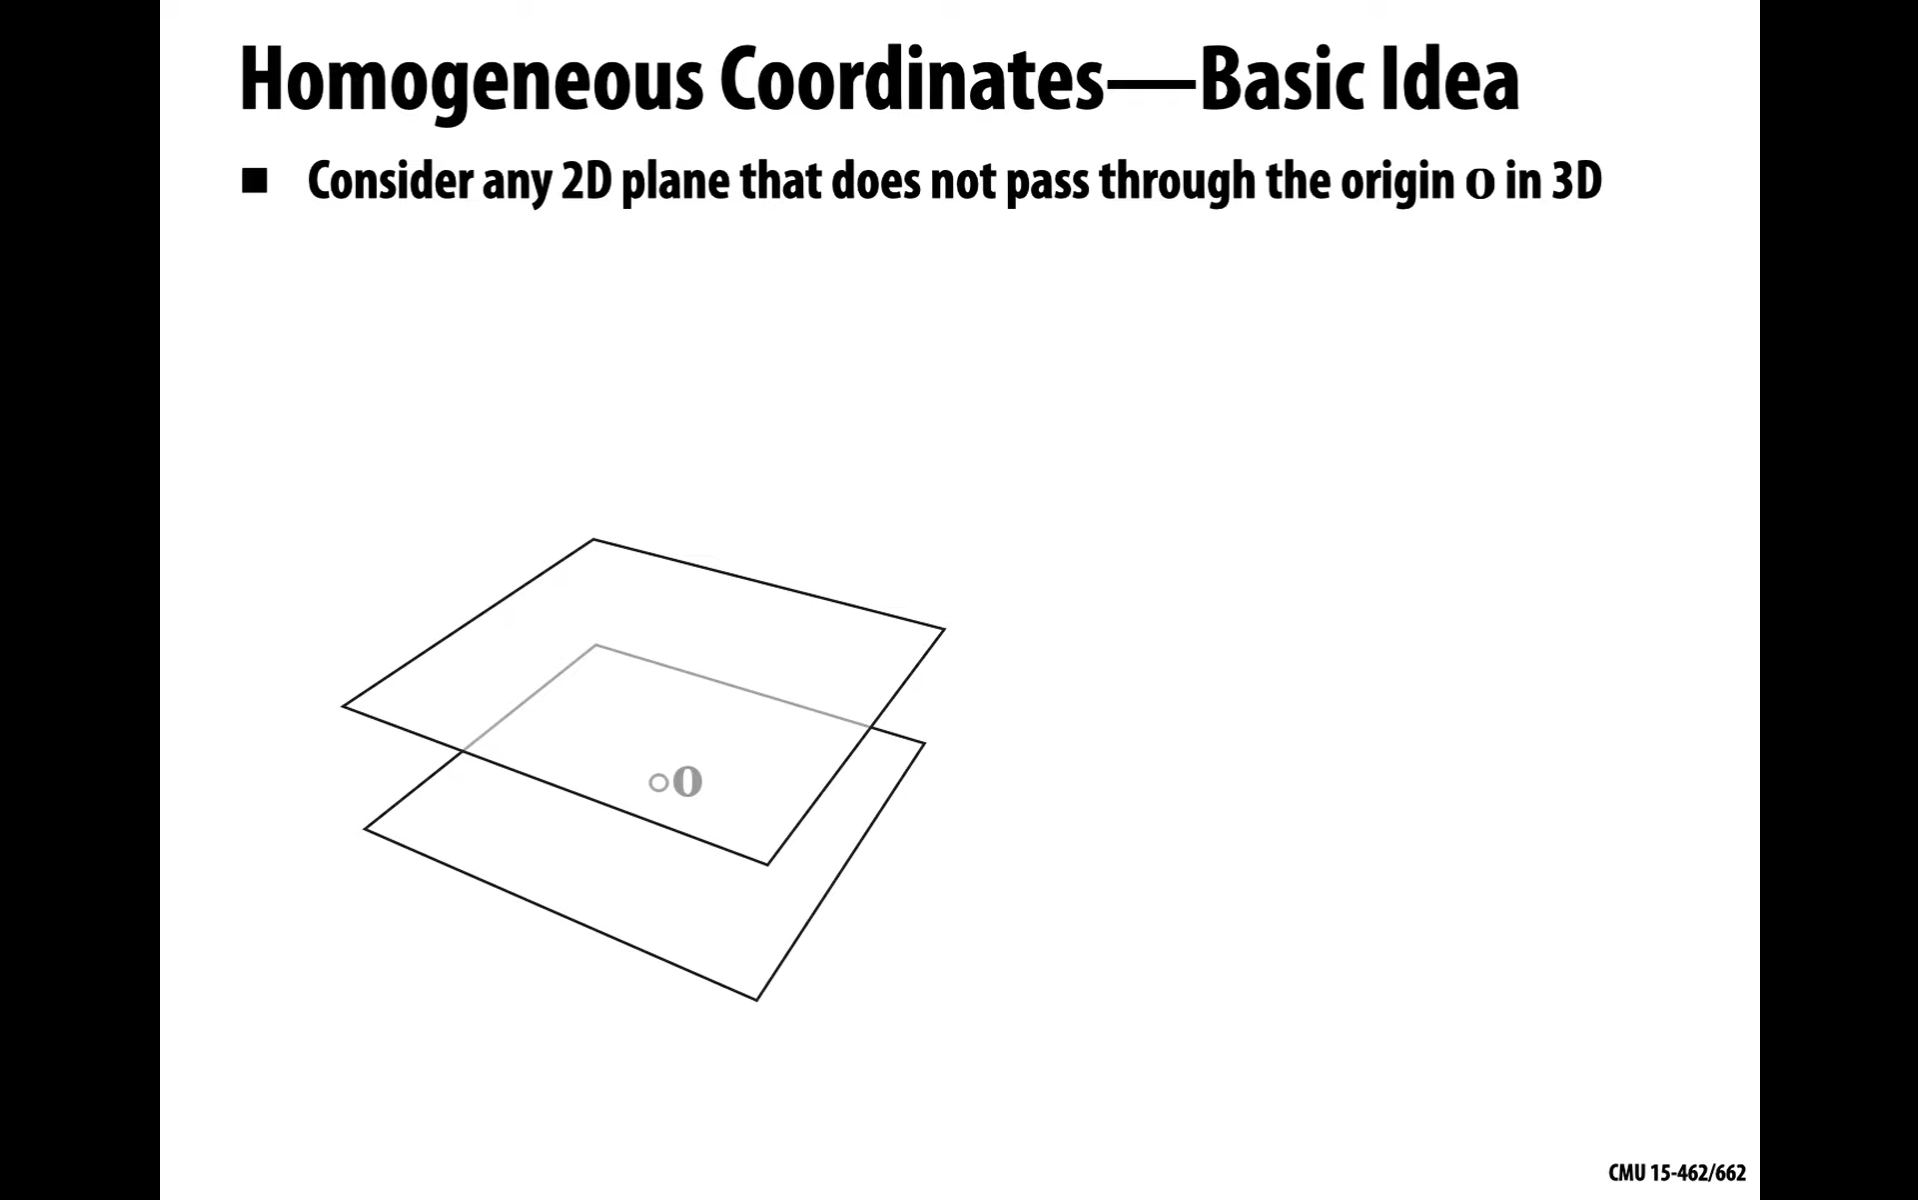 Homogeneous Coordinates—Basic Idea
■ Consider any 2D plane that does not pass through the origin o in 3D
o
CMU 15-462/662